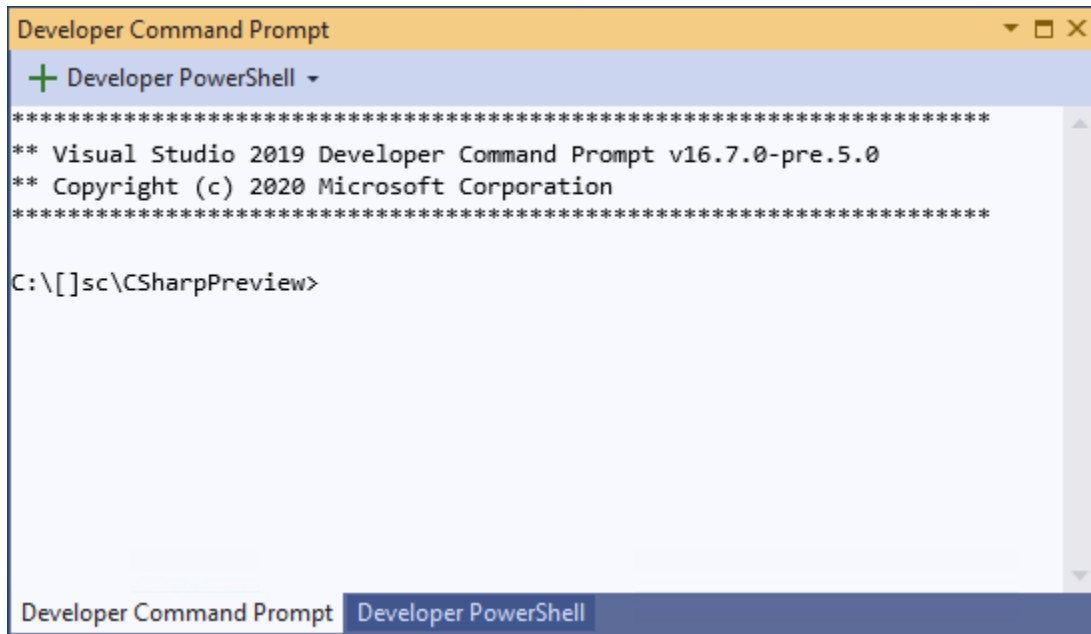 Developer Command Prompt
Developer PowerShell
**********************************************************************
** Visual Studio 2019 Developer Command Prompt v16.7.0-pre.5.0
** Copyright (c) 2020 Microsoft Corporation
**********************************************************************
C:\[]sc\CSharpPreview>
Developer Command Prompt Developer PowerShell